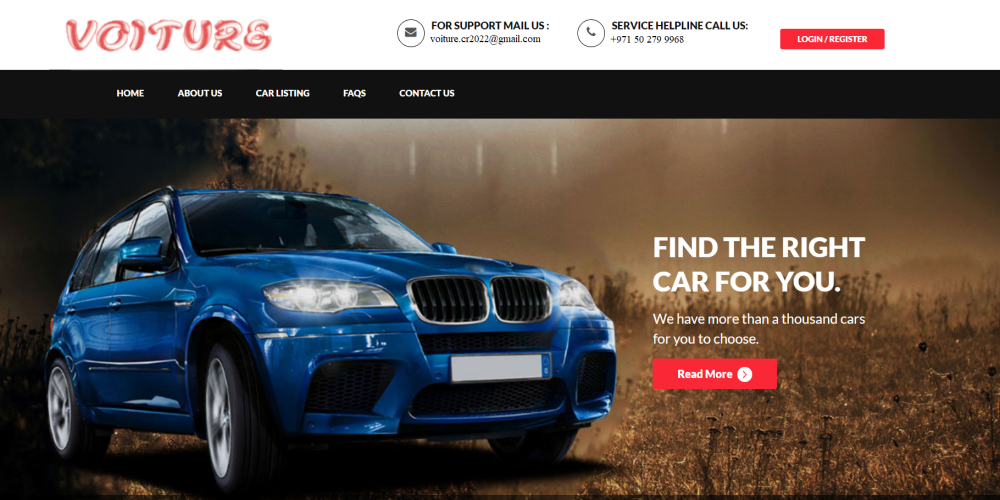 VOITURE
FOR SUPPORT MAIL US :
voiture.cr2022@gmail.com
SERVICE HELPLINE CALL US:
+971 50 279 9968
LOGIN / REGISTER
HOME ABOUT US CAR LISTING FAQS CONTACT US
FIND THE RIGHT
CAR FOR YOU.
We have more than a thousand cars
for you to choose.
Read More